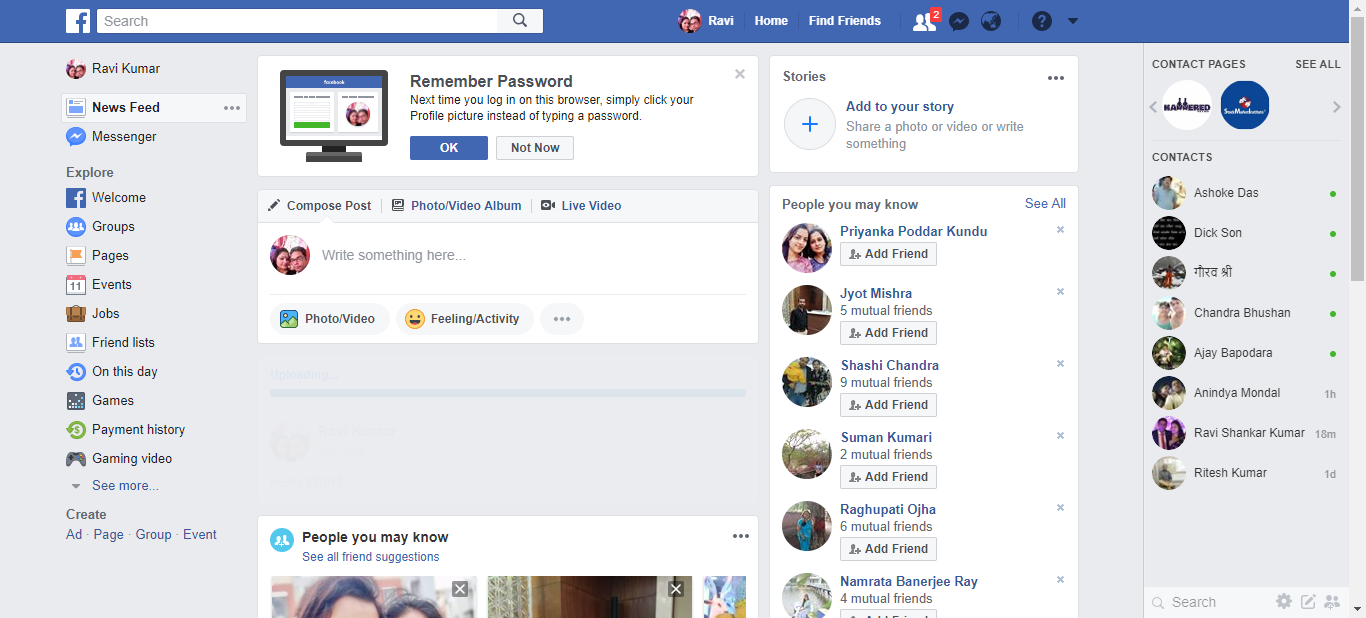 Search
Ravi
Home
Find Friends
2
Ravi Kumar
News Feed
Messenger
Explore
Welcome
Groups
Pages
11
Events
Jobs
Friend lists
On this day
Games
Payment history
Gaming video
See more...
Create
Ad · Page · Group · Event
facebook
Remember Password
Next time you log in on this browser, simply click your
Profile picture instead of typing a password.
OK
Not Now
Compose Post
Photo/Video Album
Live Video
Write something here...
Photo/Video
Feeling/Activity
Uploading...
Ravi Kumar
People you may know
See all friend suggestions
Stories
Add to your story
Share a photo or video or write
something
People you may know
See All
Priyanka Poddar Kundu
Add Friend
Jyot Mishra
5 mutual friends
Add Friend
Shashi Chandra
9 mutual friends
Add Friend
Suman Kumari
2 mutual friends
Add Friend
Raghupati Ojha
6 mutual friends
Add Friend
Namrata Banerjee Ray
4 mutual friends
Add Friend
CONTACT PAGES
SEE ALL
HAMMERED
CONTACTS
Ashoke Das
Dick Son
गौरव श्री
Chandra Bhushan
Ajay Bapodara
Anindya Mondal
1h
Ravi Shankar Kumar
18m
Ritesh Kumar
1d
Search